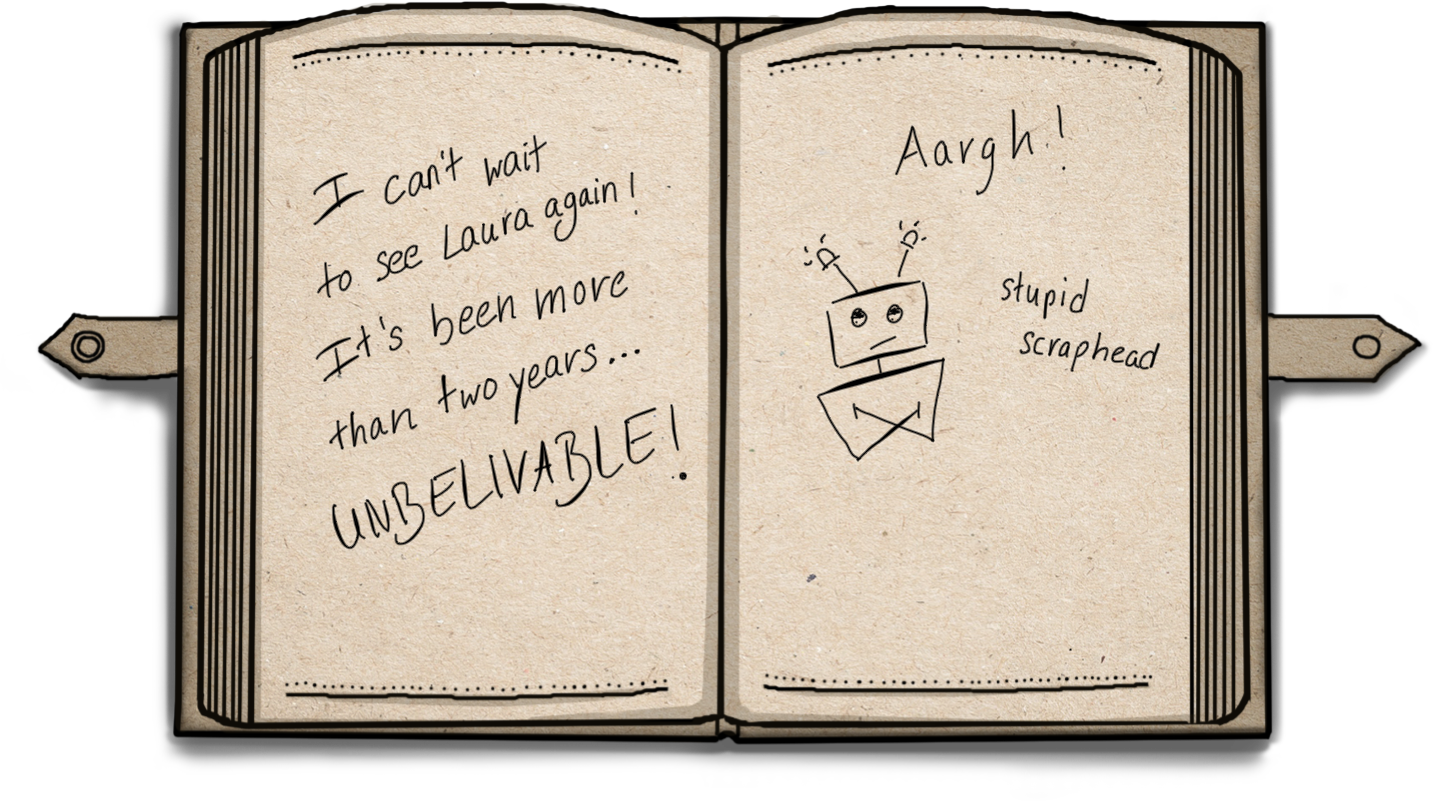 I can't wait
to see Laura again!
It's been more
than two years...
UNBELIVABLE!
Aargh!
stupid
scraphead